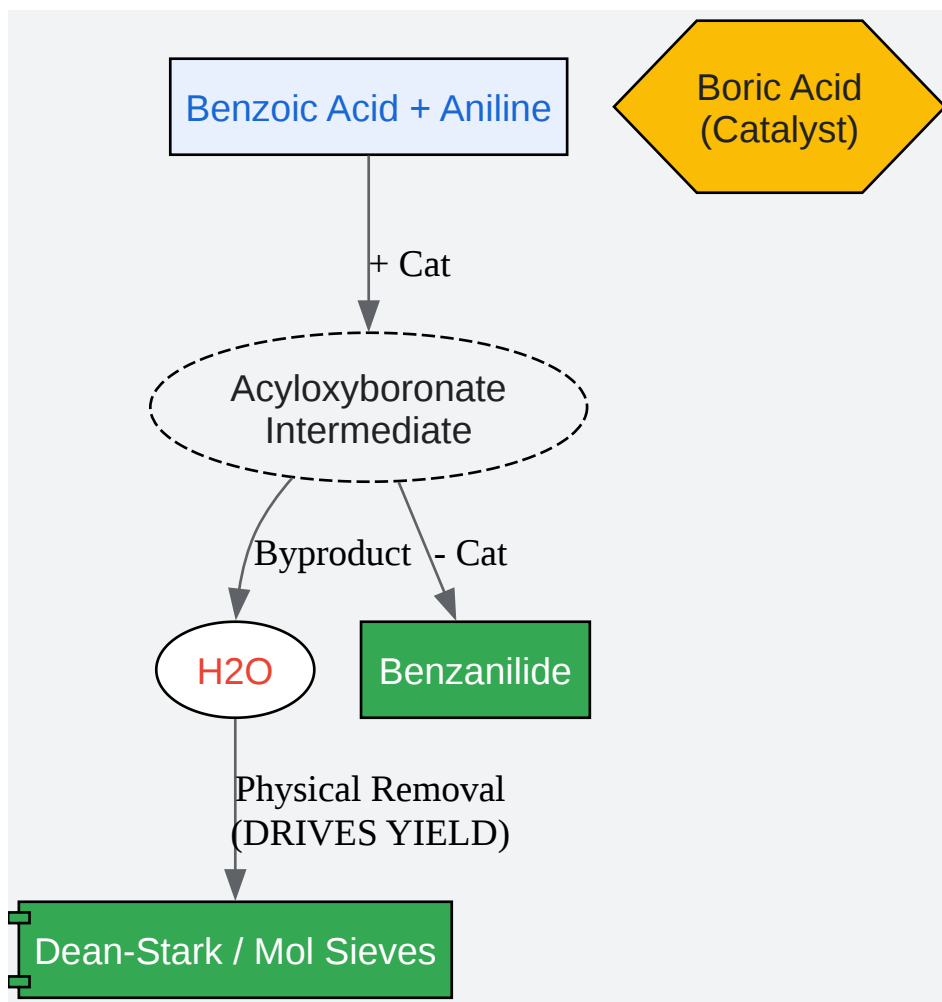 Benzoic Acid + Aniline
Boric Acid
(Catalyst)
+ Cat
Acyloxyboronate
Intermediate
Byproduct
- Cat
H2O
Benzanilide
Physical Removal
(DRIVES YIELD)
Dean-Stark / Mol Sieves